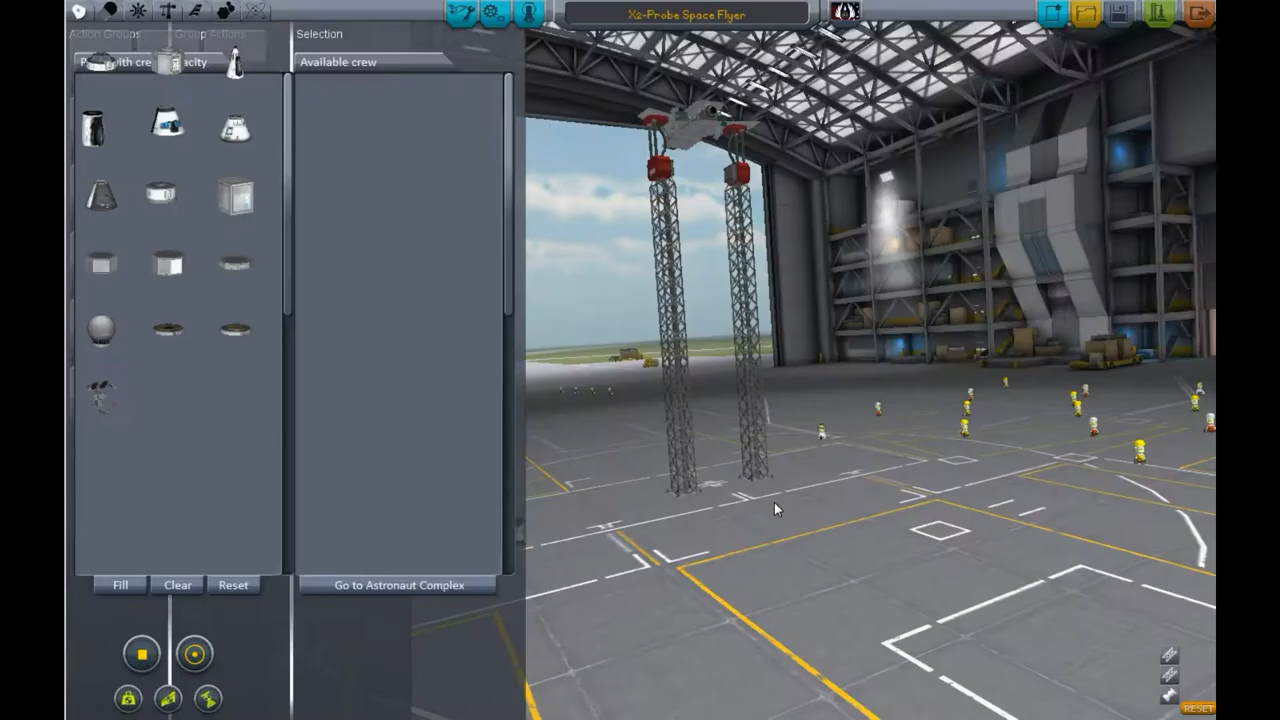 X2-Probe Space Flyer
Action Groups
Group Actions
Selection
Available crew
Fill
Clear
Reset
Go to Astronaut Complex
RESET